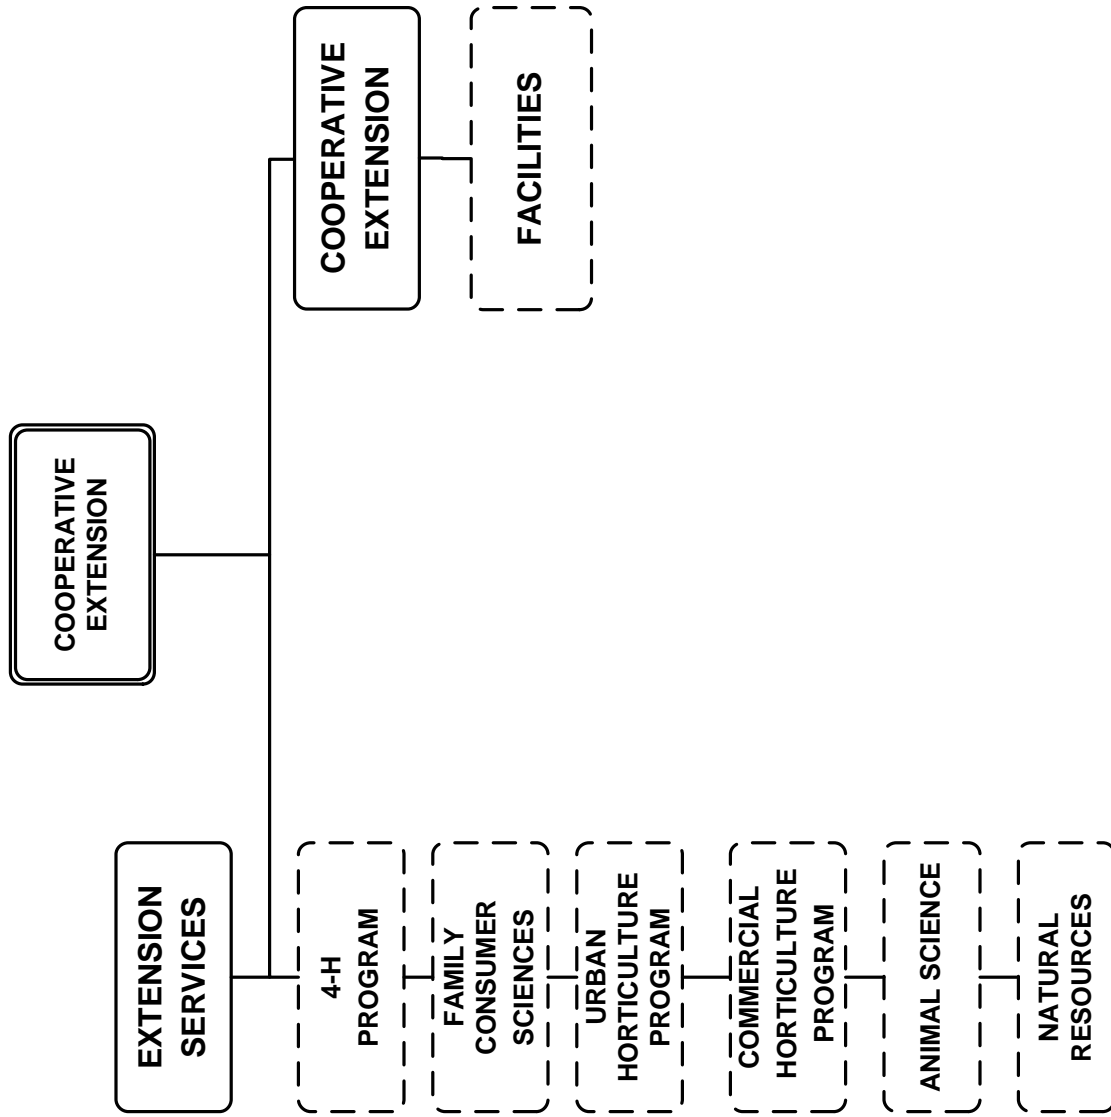 COOPERATIVE
EXTENSION
EXTENSION
SERVICES
4-H
PROGRAM
FAMILY
CONSUMER
SCIENCES
URBAN
HORTICULTURE
PROGRAM
COMMERCIAL
HORTICULTURE
PROGRAM
ANIMAL SCIENCE
NATURAL
RESOURCES
COOPERATIVE
EXTENSION
FACILITIES